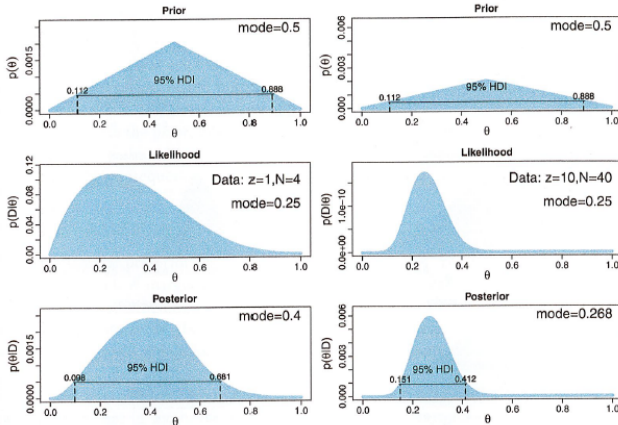 Prior
mode=0.5
95% HDI
0.112
0.888
p(θ)
0.0000
0.0015
0.0 0.2 0.4 0.6 0.8 1.0
θ
Prior
mode=0.5
95% HDI
0.112
0.888
p(θ)
0.000 0.003 0.006
0.0 0.2 0.4 0.6 0.8 1.0
θ
Likelihood
Data: z=1,N=4
mode=0.25
p(D|θ)
0.00 0.04 0.08 0.12
0.0 0.2 0.4 0.6 0.8 1.0
θ
Likelihood
Data: z=10,N=40
mode=0.25
p(D|θ)
0.0e+00
1.0e-10
0.0 0.2 0.4 0.6 0.8 1.0
θ
Posterior
mode=0.4
95% HDI
0.098
0.681
p(θ|D)
0.0000
0.0015
0.0 0.2 0.4 0.6 0.8 1.0
θ
Posterior
mode=0.268
95% HDI
0.151
0.412
p(θ|D)
0.000 0.003 0.006
0.0 0.2 0.4 0.6 0.8 1.0
θ